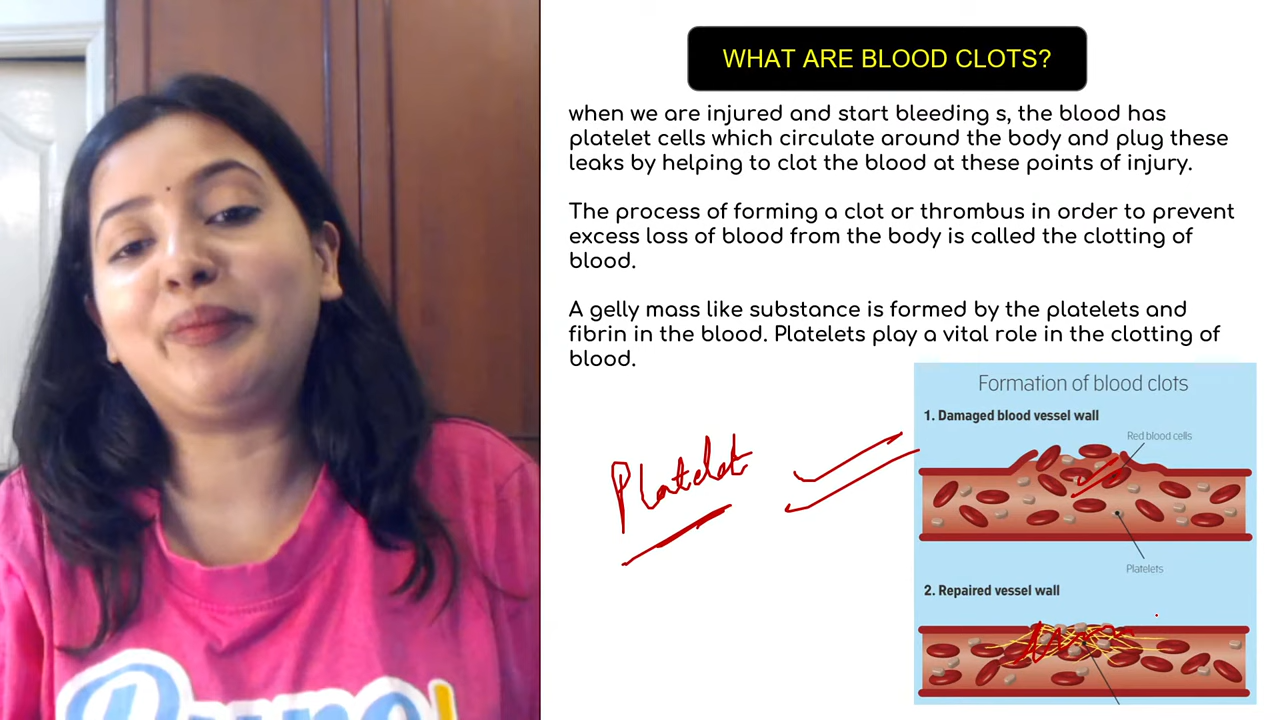 WHAT ARE BLOOD CLOTS?
when we are injured and start bleeding s, the blood has
platelet cells which circulate around the body and plug these
leaks by helping to clot the blood at these points of injury.
The process of forming a clot or thrombus in order to prevent
excess loss of blood from the body is called the clotting of
blood.
A gelly mass like substance is formed by the platelets and
fibrin in the blood. Platelets play a vital role in the clotting of
blood.
Platelet
Formation of blood clots
1. Damaged blood vessel wall
Red blood cells
Platelets
2. Repaired vessel wall